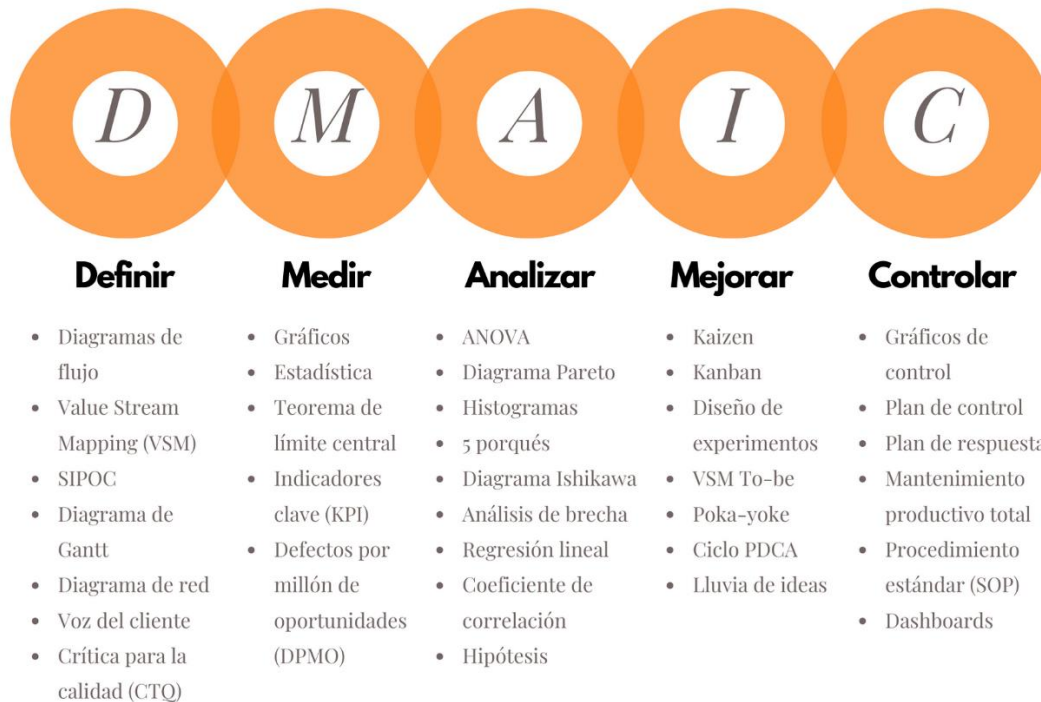 D M A I C
Definir Medir Analizar Mejorar Controlar
• Diagramas de
flujo
• Value Stream
Mapping (VSM)
• SIPOC
• Diagrama de
Gantt
• Diagrama de red
• Voz del cliente
• Crítica para la
calidad (CTQ)
• Gráficos
• Estadística
• Teorema de
límite central
• Indicadores
clave (KPI)
• Defectos por
millón de
oportunidades
(DPMO)
• ANOVA
• Diagrama Pareto
• Histogramas
• 5 porqués
• Diagrama Ishikawa
• Análisis de brecha
• Regresión lineal
• Coeficiente de
correlación
• Hipótesis
• Kaizen
• Kanban
• Diseño de
experimentos
• VSM To-be
• Poka-yoke
• Ciclo PDCA
• Lluvia de ideas
• Gráficos de
control
• Plan de control
• Plan de respuesta
• Mantenimiento
productivo total
• Procedimiento
estándar (SOP)
• Dashboards